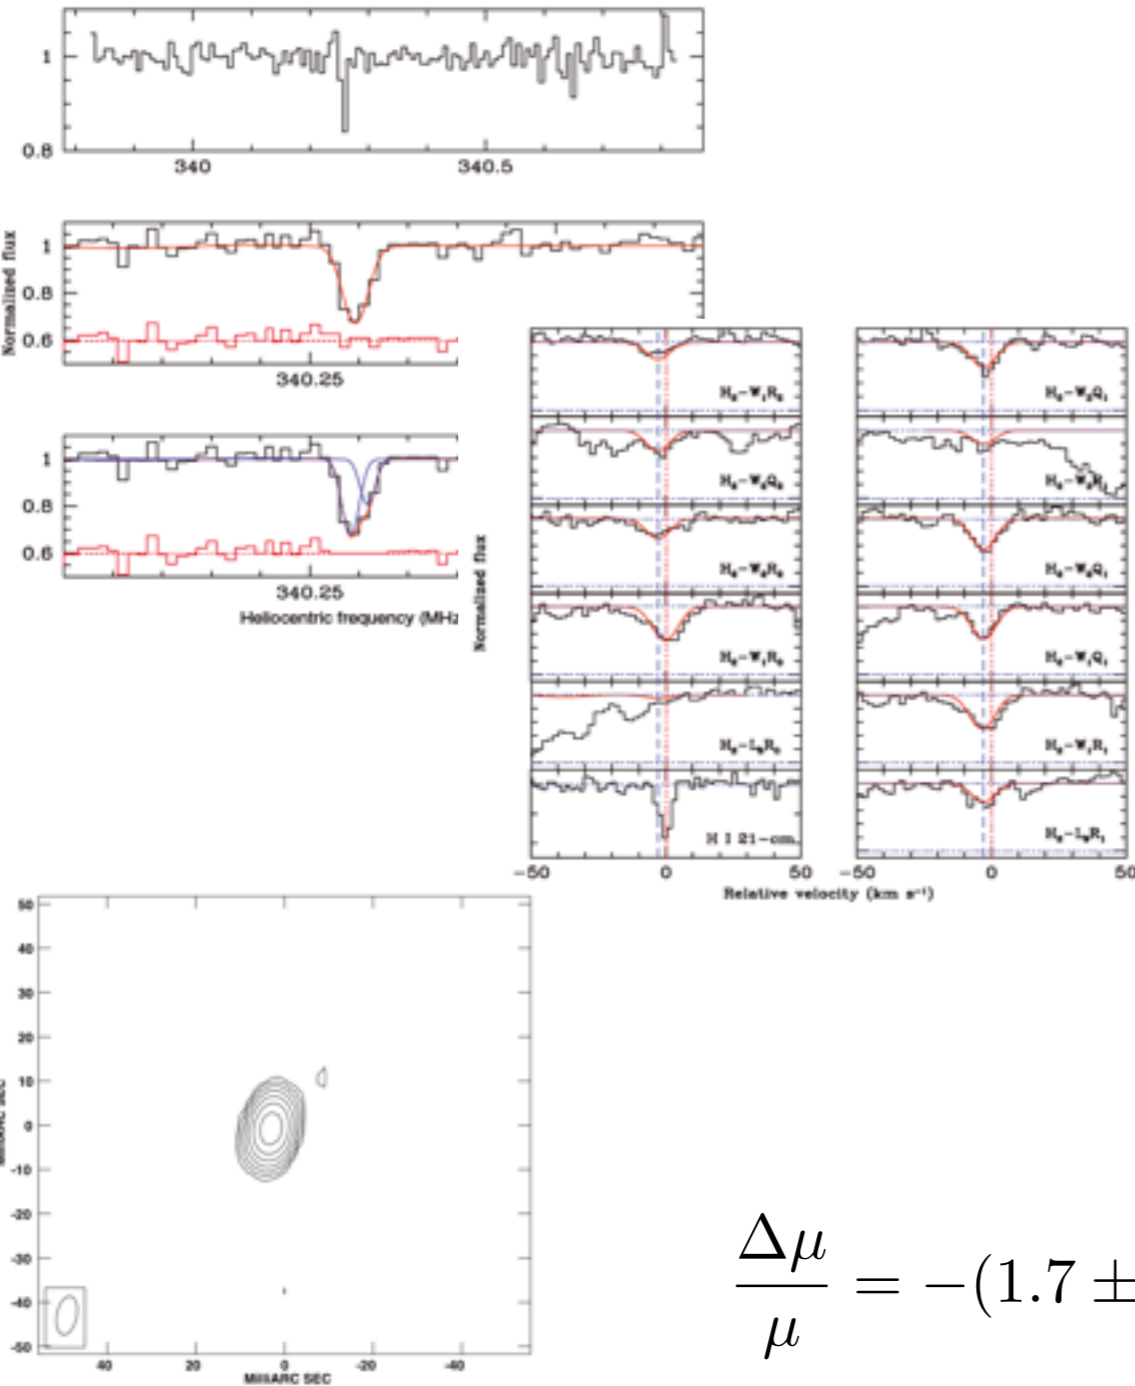 1
0.8
340 340.5
Normalized flux
1
0.8
0.6
340.25
1
0.8
0.6
340.25
Heliocentric frequency (MHz
Normalized flux
H I 21-cm
-50 0 50 -50 0 50
Relative velocity (km s⁻¹)
50
40
30
20
10
0
-10
-20
-30
-40
-50
MilliARC SEC
40 20 0 -20 -40
MilliARC SEC
Δμ/μ = −(1.7 ±